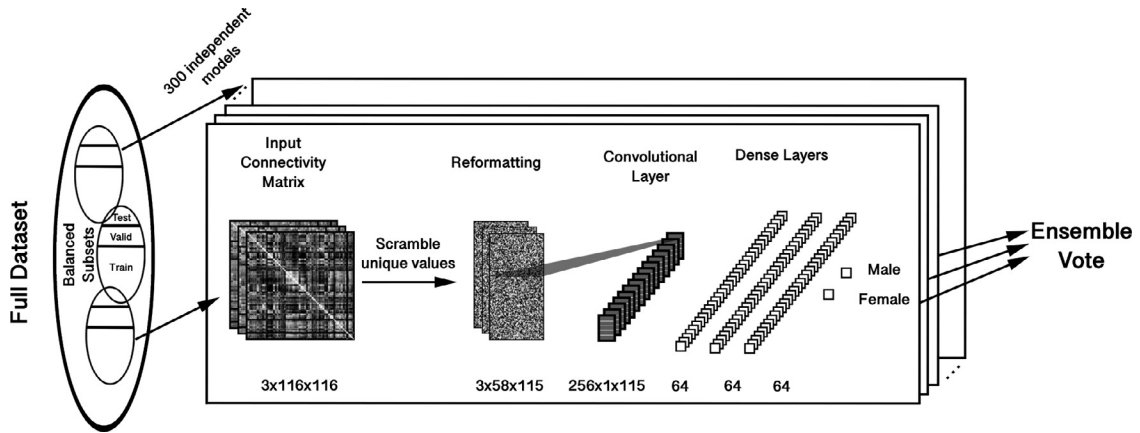 300 independent
models
Full Dataset
Balanced
Subsets
Test
Valid
Train
Input
Connectivity
Matrix
Reformatting
Convolutional
Layer
Dense Layers
Scramble
unique values
Male
Female
Ensemble
Vote
3x116x116
3x58x115
256x1x115
64
64
64